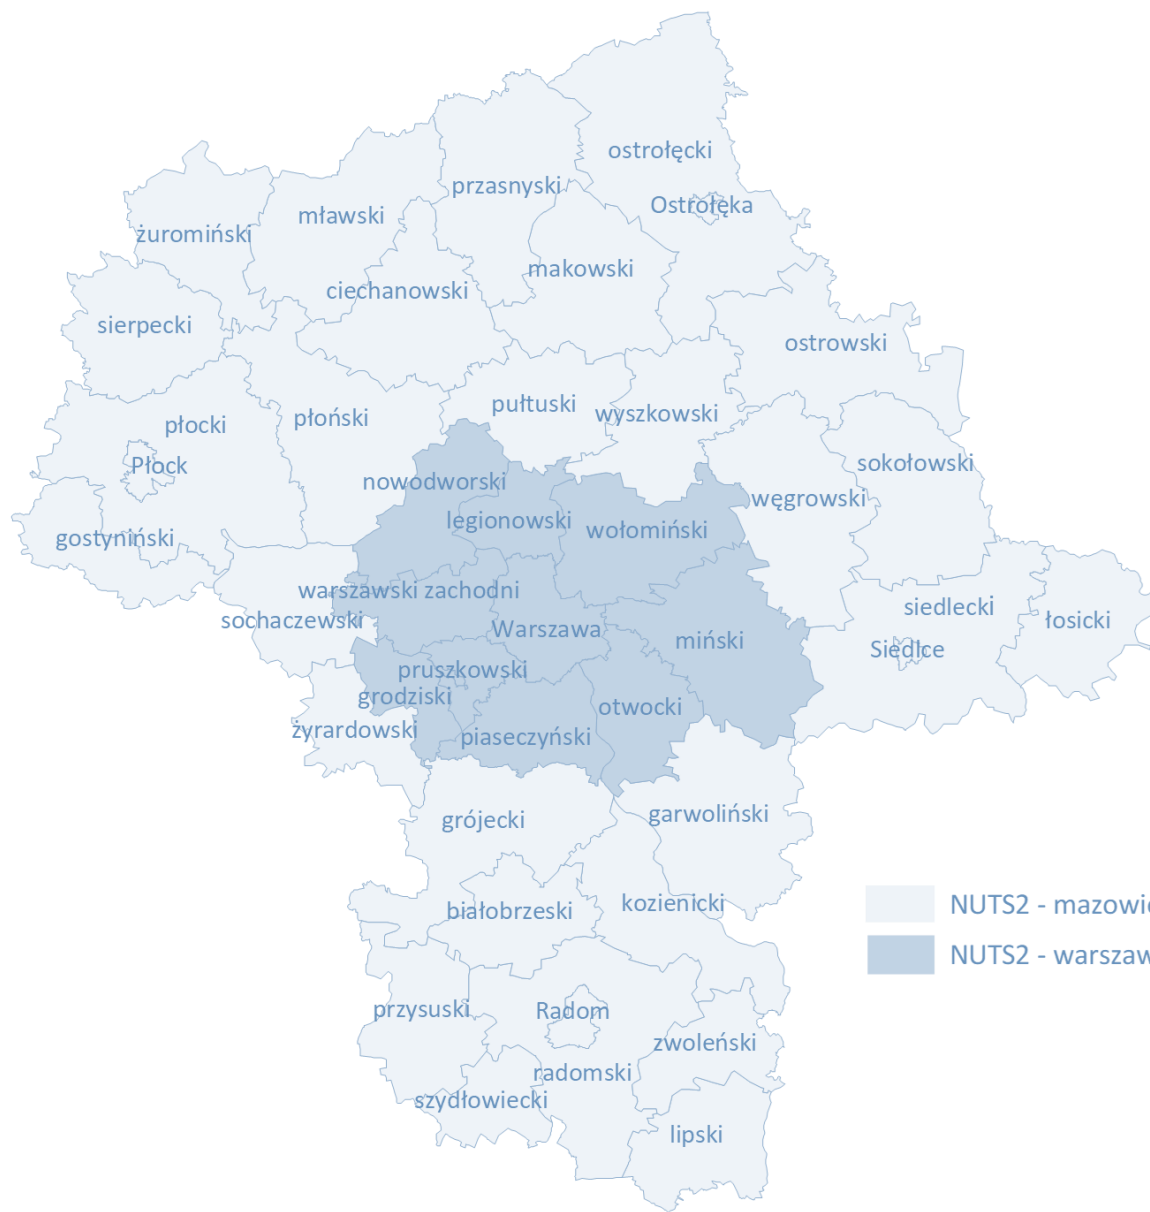 ostrołęcki
przasnyski
Ostrołęka
mławski
żuromiński
makowski
ciechanowski
sierpecki
ostrowski
pułtuski
wyszkowski
płoński
płocki
Płock
sokołowski
nowodworski
węgrowski
legionowski
wołomiński
gostyniński
warszawski zachodni
siedlecki
sochaczewski
łosicki
Warszawa
miński
Siedlce
pruszkowski
grodziski
otwocki
żyrardowski
piaseczyński
garwoliński
grójecki
kozienicki
białobrzeski
NUTS2 - mazowie
NUTS2 - warszaw
przysuski
Radom
zwoleński
radomski
szydłowiecki
lipski